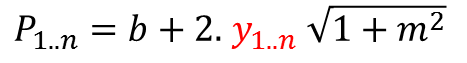 P₁..ₙ = b + 2. y₁..ₙ √(1 + m²)